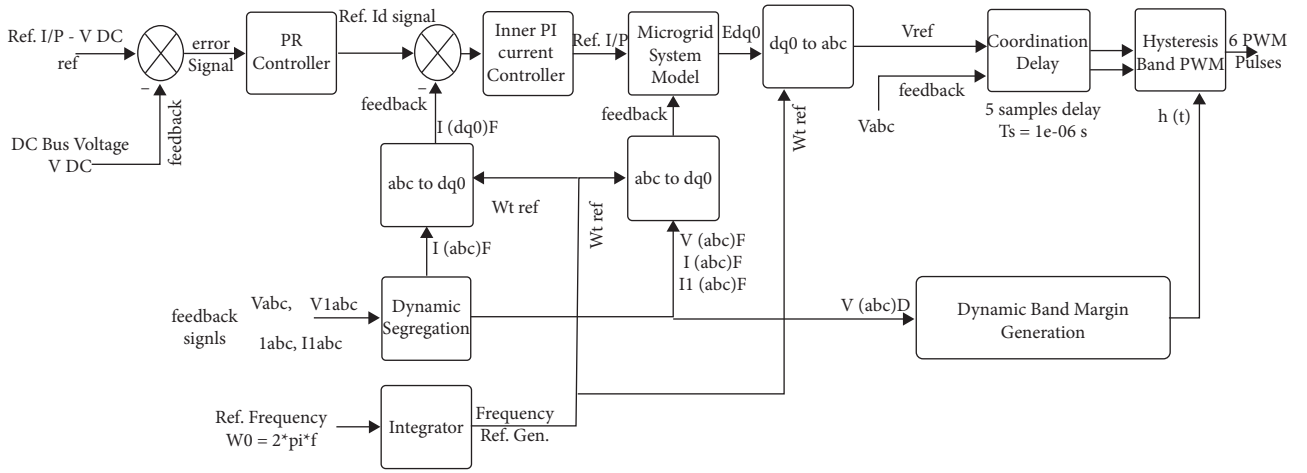 Ref. I/P - V DC
ref
error
Signal
–
feedback
DC Bus Voltage
V DC
PR
Controller
Ref. Id signal
–
feedback
I (dq0)F
Inner PI
current
Controller
Ref. I/P
Microgrid
System
Model
feedback
Edq0
dq0 to abc
Wt ref
Vref
Vabc
feedback
Coordination
Delay
5 samples delay
Ts = 1e-06 s
Hysteresis
Band PWM
6 PWM
Pulses
h (t)
abc to dq0
Wt ref
Wt ref
abc to dq0
I (abc)F
V (abc)F
I (abc)F
I1 (abc)F
feedback
signls
Vabc, V1abc
1abc, I1abc
Dynamic
Segregation
V (abc)D
Dynamic Band Margin
Generation
Ref. Frequency
W0 = 2*pi*f
Integrator
Frequency
Ref. Gen.